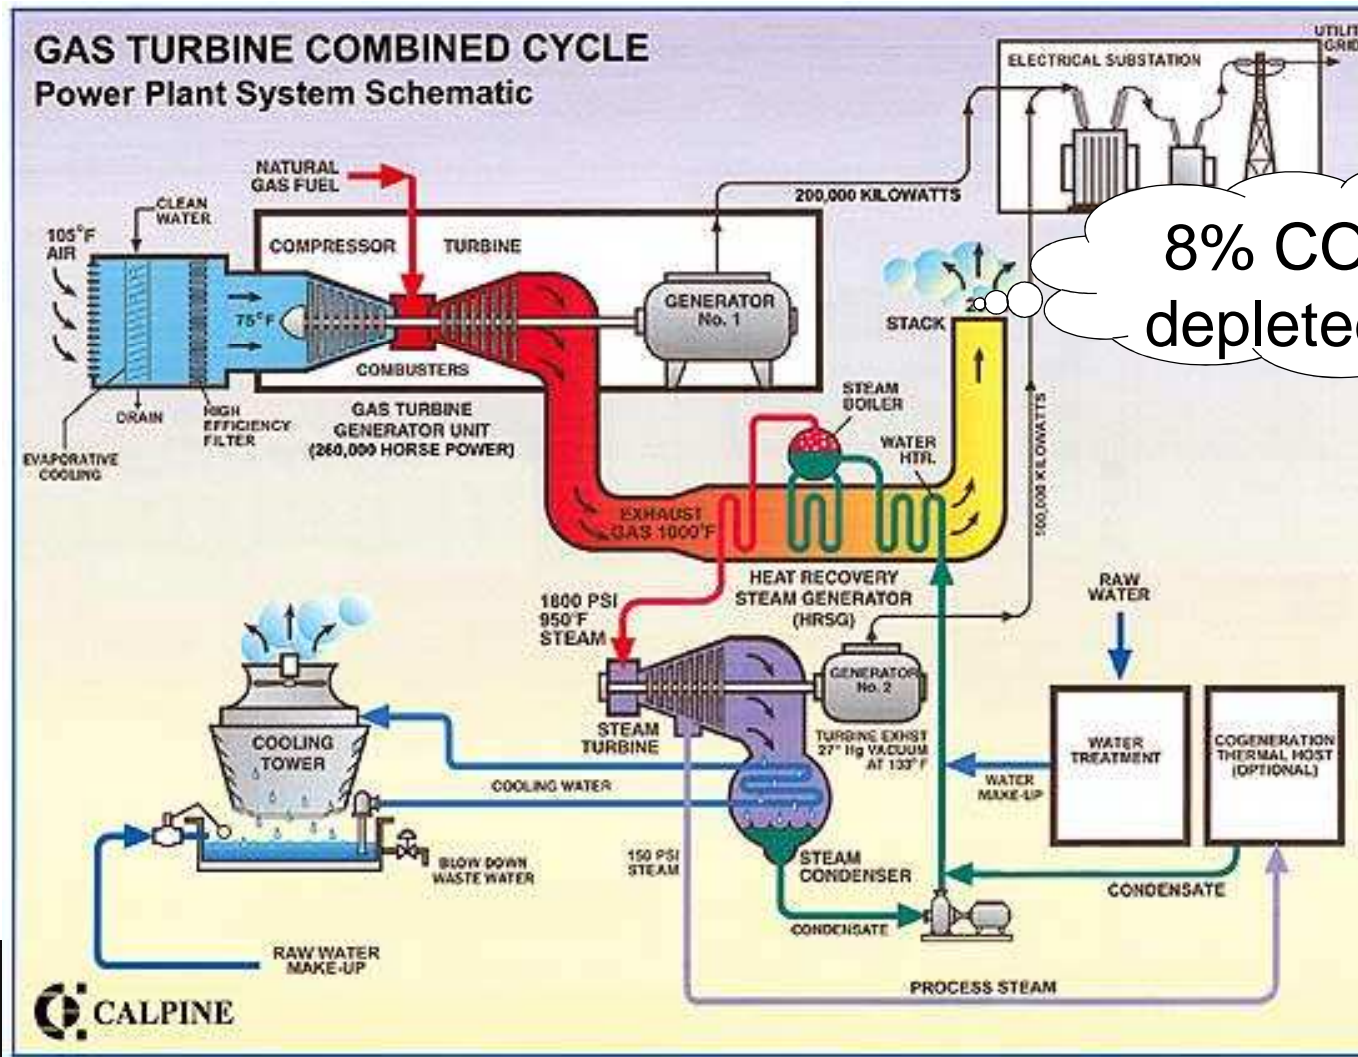 GAS TURBINE COMBINED CYCLE
Power Plant System Schematic
UTILIT
GRID
ELECTRICAL SUBSTATION
NATURAL
GAS FUEL
200,000 KILOWATTS
CLEAN
WATER
105°F
AIR
COMPRESSOR
TURBINE
8% CO
depleted
75°F
GENERATOR
No. 1
STACK
COMBUSTERS
DRAIN
HIGH
EFFICIENCY
FILTER
GAS TURBINE
GENERATOR UNIT
(260,000 HORSE POWER)
STEAM
BOILER
WATER
HTR.
EVAPORATIVE
COOLING
EXHAUST
GAS 1000°F
KILOWATTS
HEAT RECOVERY
STEAM GENERATOR
(HRSG)
1800 PSI
950°F
STEAM
RAW
WATER
GENERATOR
No. 2
STEAM
TURBINE
TURBINE EXHST
27" Hg VACUUM
AT 133°F
COOLING
TOWER
WATER
TREATMENT
COGENERATION
THERMAL HOST
(OPTIONAL)
COOLING WATER
WATER
MAKE-UP
150 PSI
STEAM
STEAM
CONDENSER
BLOW DOWN
WASTE WATER
CONDENSATE
CONDENSATE
RAW WATER
MAKE-UP
PROCESS STEAM
CALPINE